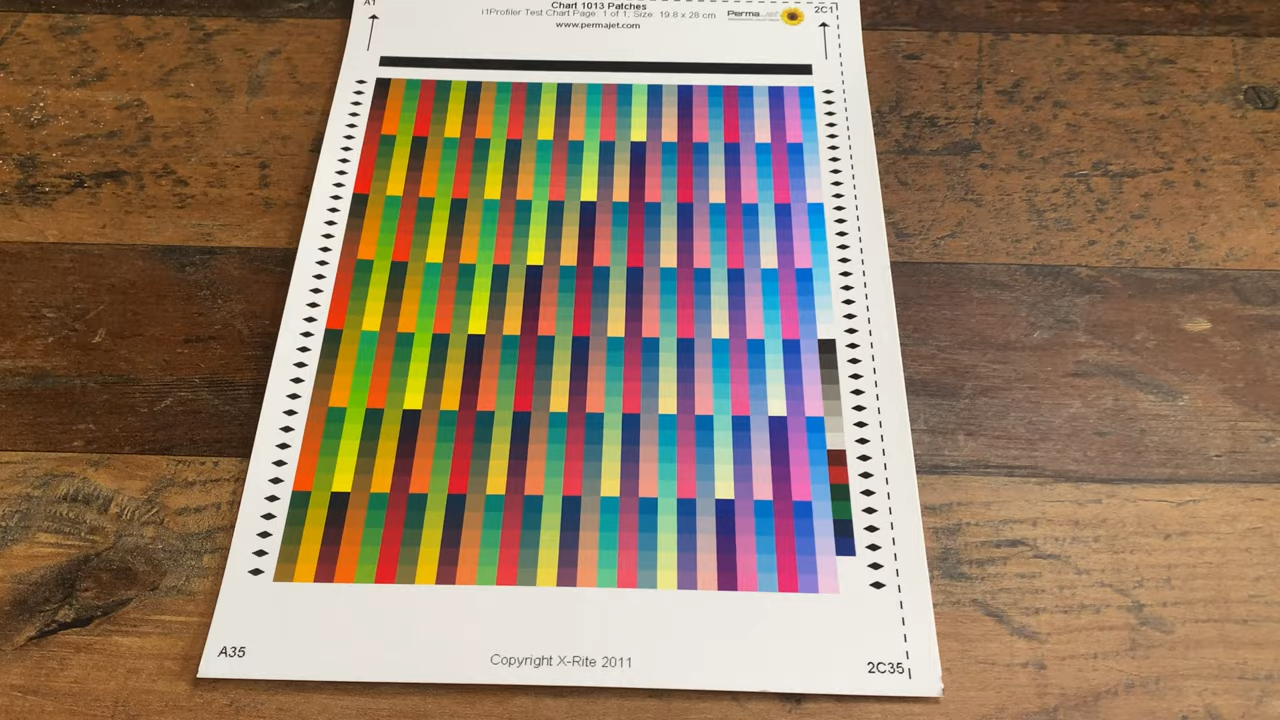 A1
Chart 1013 Patches
i1Profiler Test Chart Page: 1 of 1, Size: 19.8 x 28 cm
www.permajet.com
PermaJet
2C1
A35
Copyright X-Rite 2011
2C35